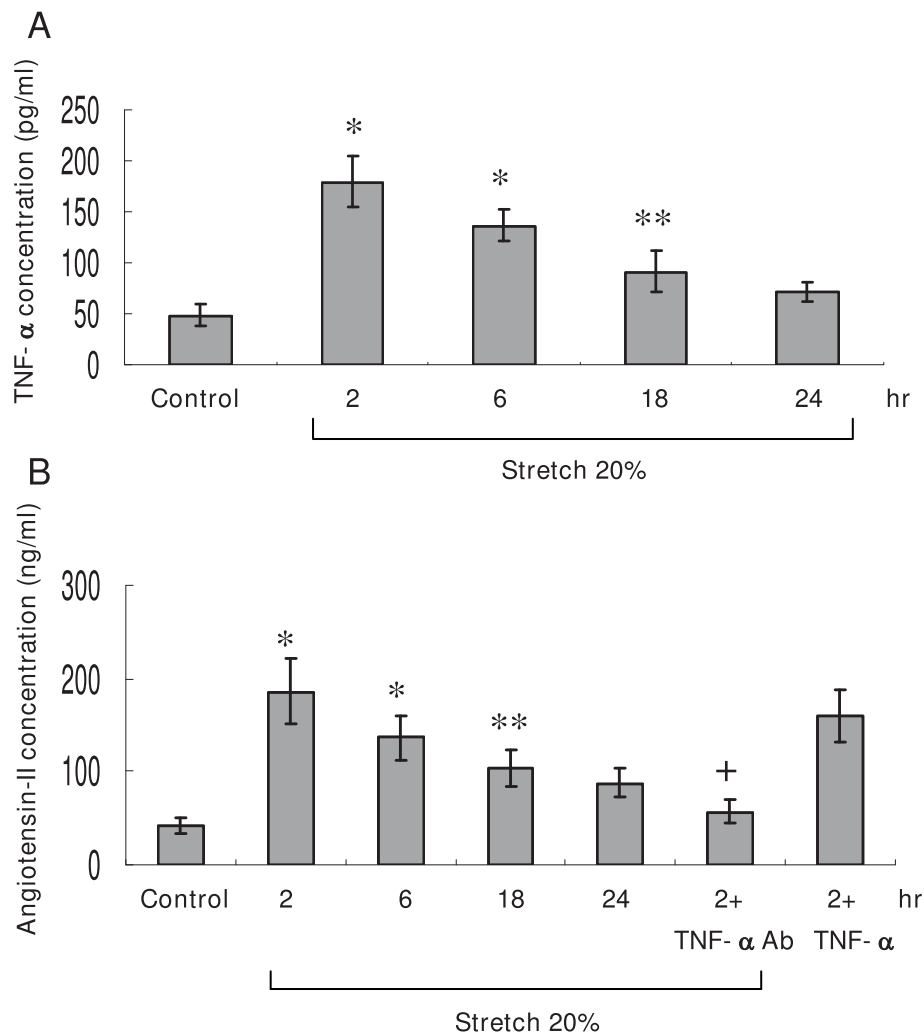 A
TNF- α concentration (pg/ml)
250
200
150
100
50
0
*
*
**
Control 2 6 18 24 hr
Stretch 20%
B
Angiotensin-II concentration (ng/ml)
300
200
100
0
*
*
**
+
Control 2 6 18 24 2+ 2+ hr
TNF- α Ab TNF- α
Stretch 20%